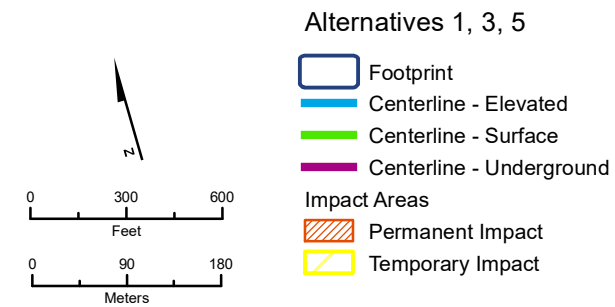 Alternatives 1, 3, 5
Footprint
Centerline - Elevated
Centerline - Surface
Centerline - Underground
Impact Areas
Permanent Impact
Temporary Impact
N
0 300 600
Feet
0 90 180
Meters